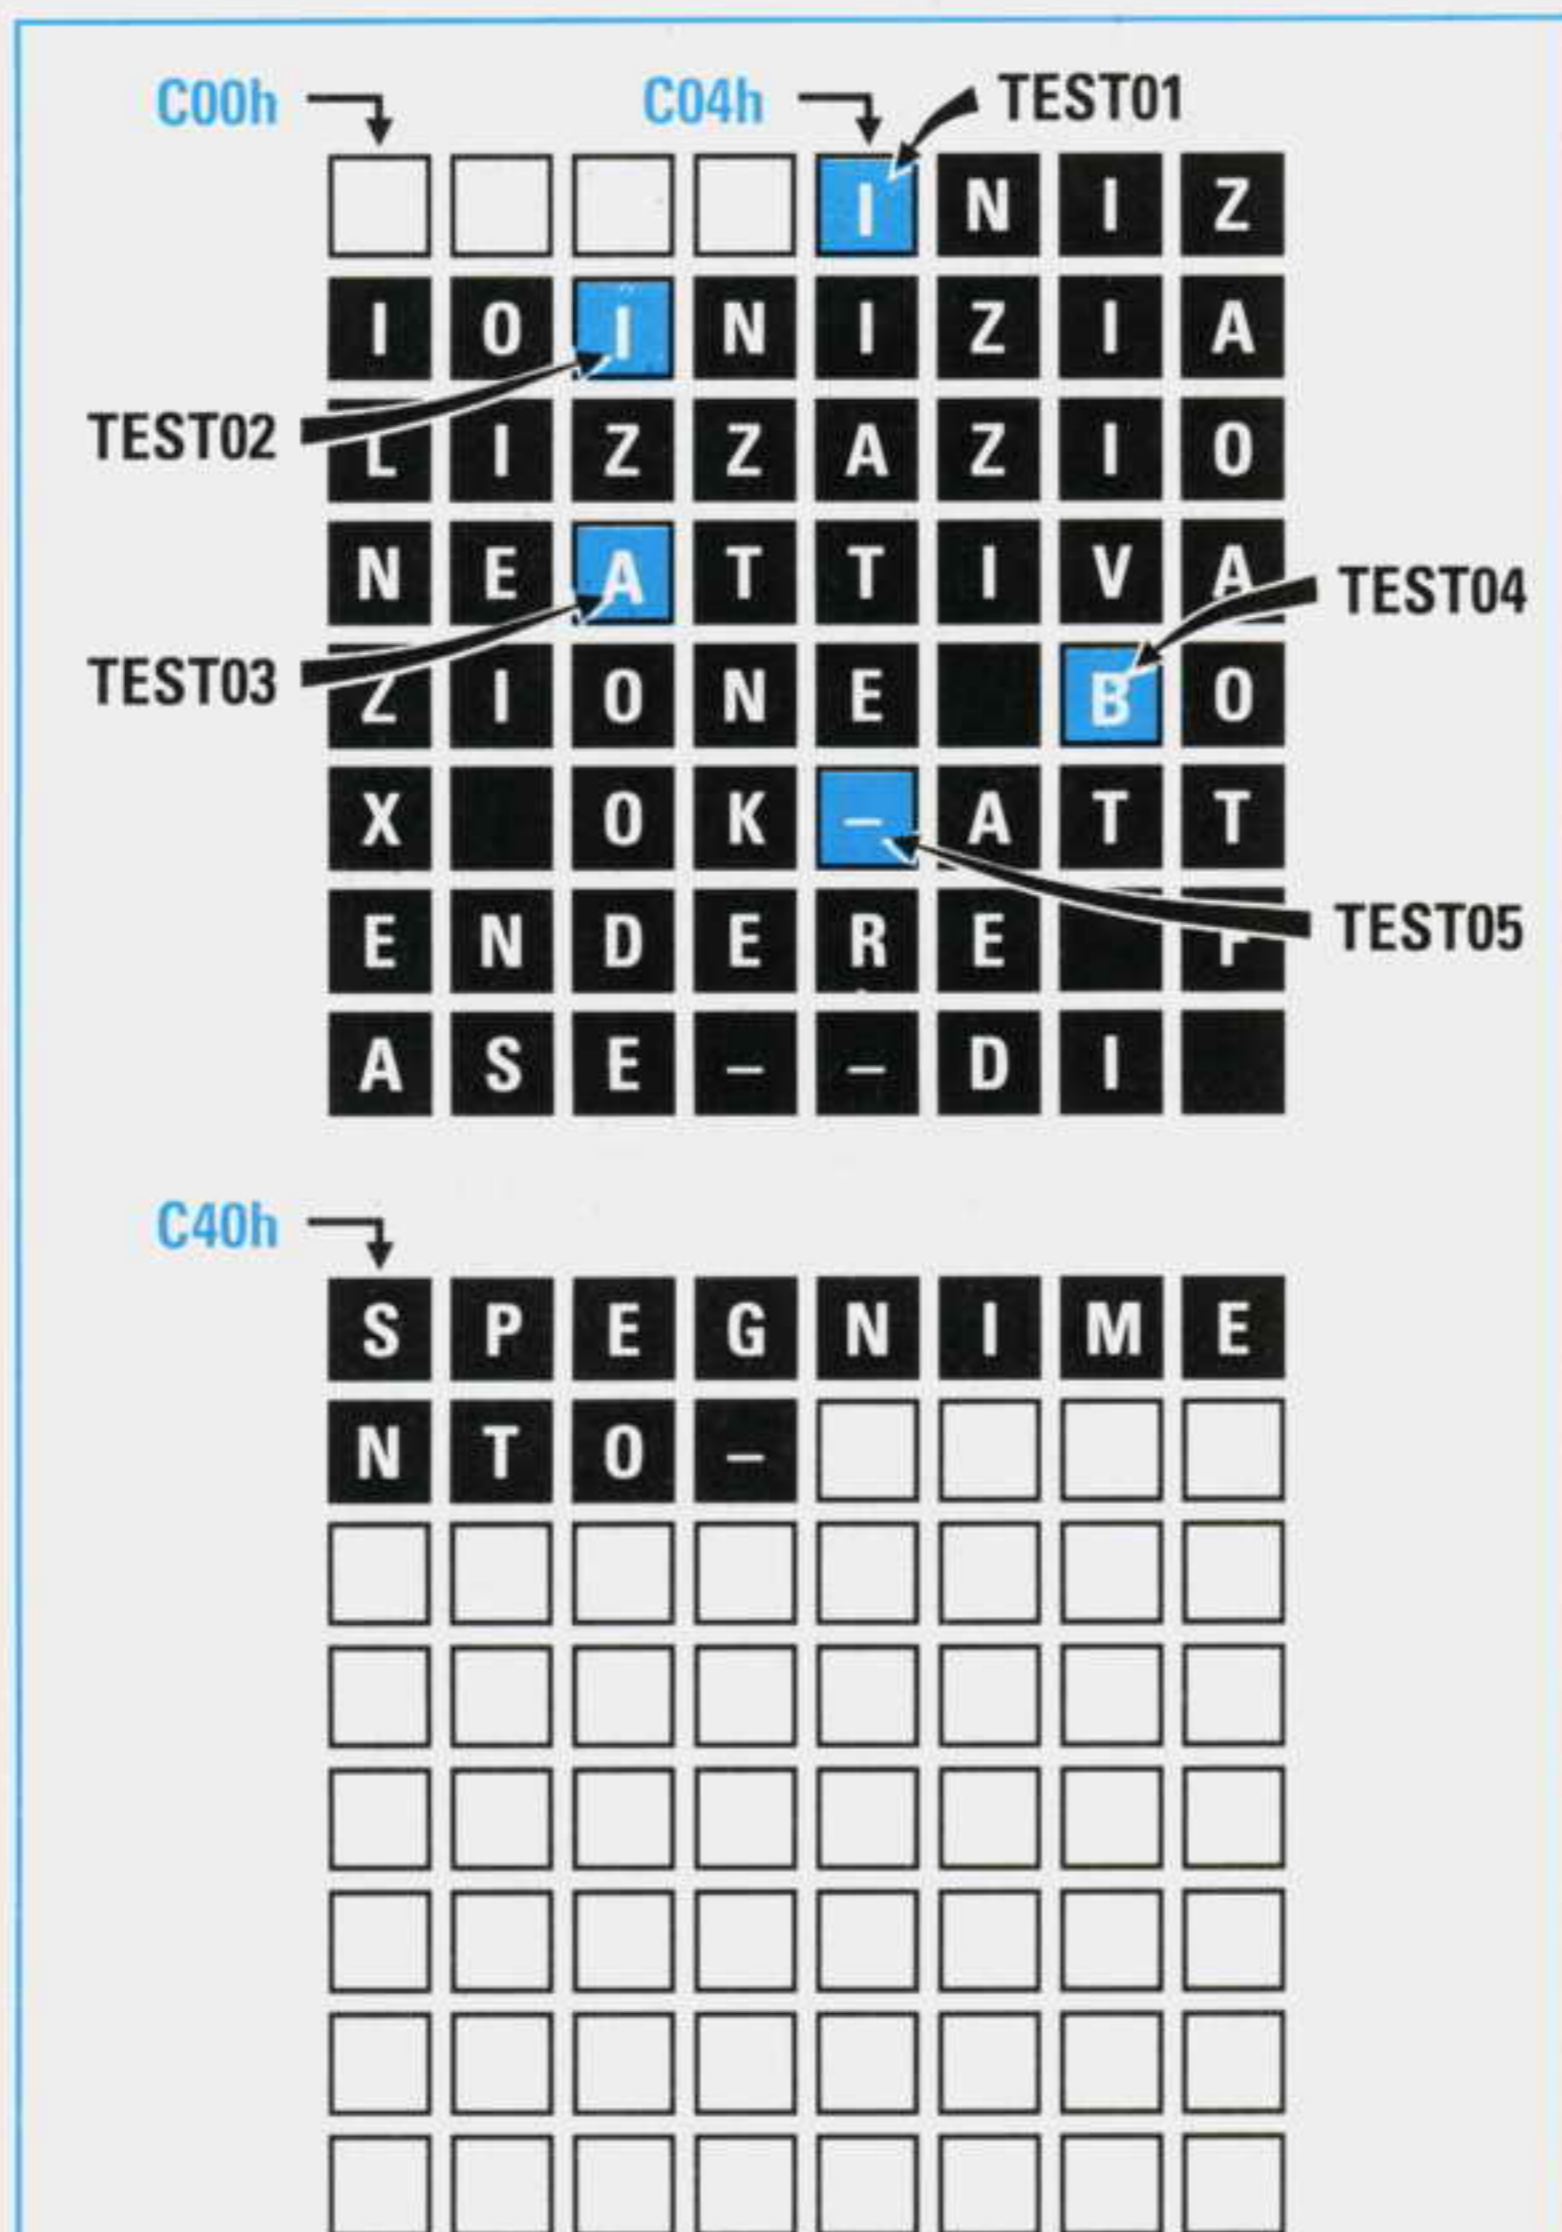 C00h C04h TEST01
I N I Z
I O I N I Z I A
TEST02
L I Z Z A Z I O
N E A T T I V A
TEST04
TEST03
Z I O N E B O
X O K – A T T
E N D E R E F
TEST05
A S E – – D I
C40h
S P E G N I M E
N T O –